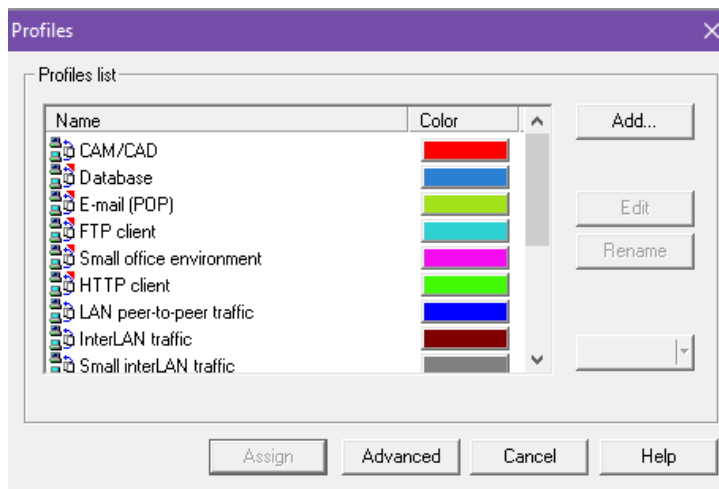 Profiles
Profiles list
Name Color
CAM/CAD
Database
E-mail (POP)
FTP client
Small office environment
HTTP client
LAN peer-to-peer traffic
InterLAN traffic
Small interLAN traffic
Add...
Edit
Rename
Assign Advanced Cancel Help